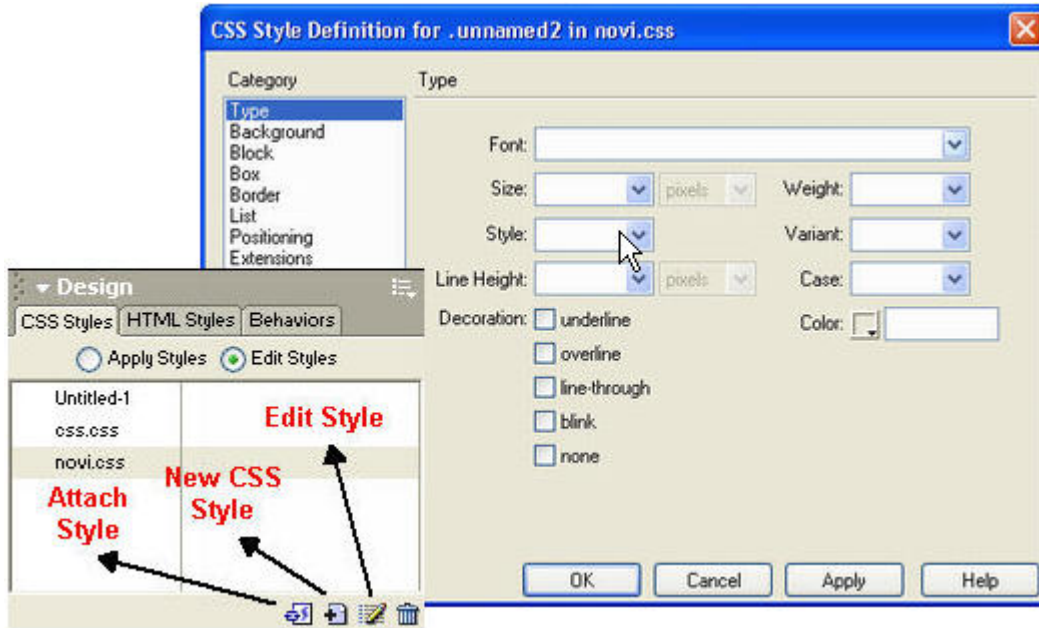 CSS Style Definition for .unnamed2 in novi.css
Category
Type
Background
Block
Box
Border
List
Positioning
Extensions
Type
Font:
Size:
pixels
Weight:
Style:
Variant:
Line Height:
pixels
Case:
Decoration:
underline
overline
line-through
blink
none
Color:
OK
Cancel
Apply
Help
Design
CSS Styles
HTML Styles
Behaviors
Apply Styles
Edit Styles
Untitled-1
css.css
novi.css
Edit Style
New CSS
Style
Attach
Style